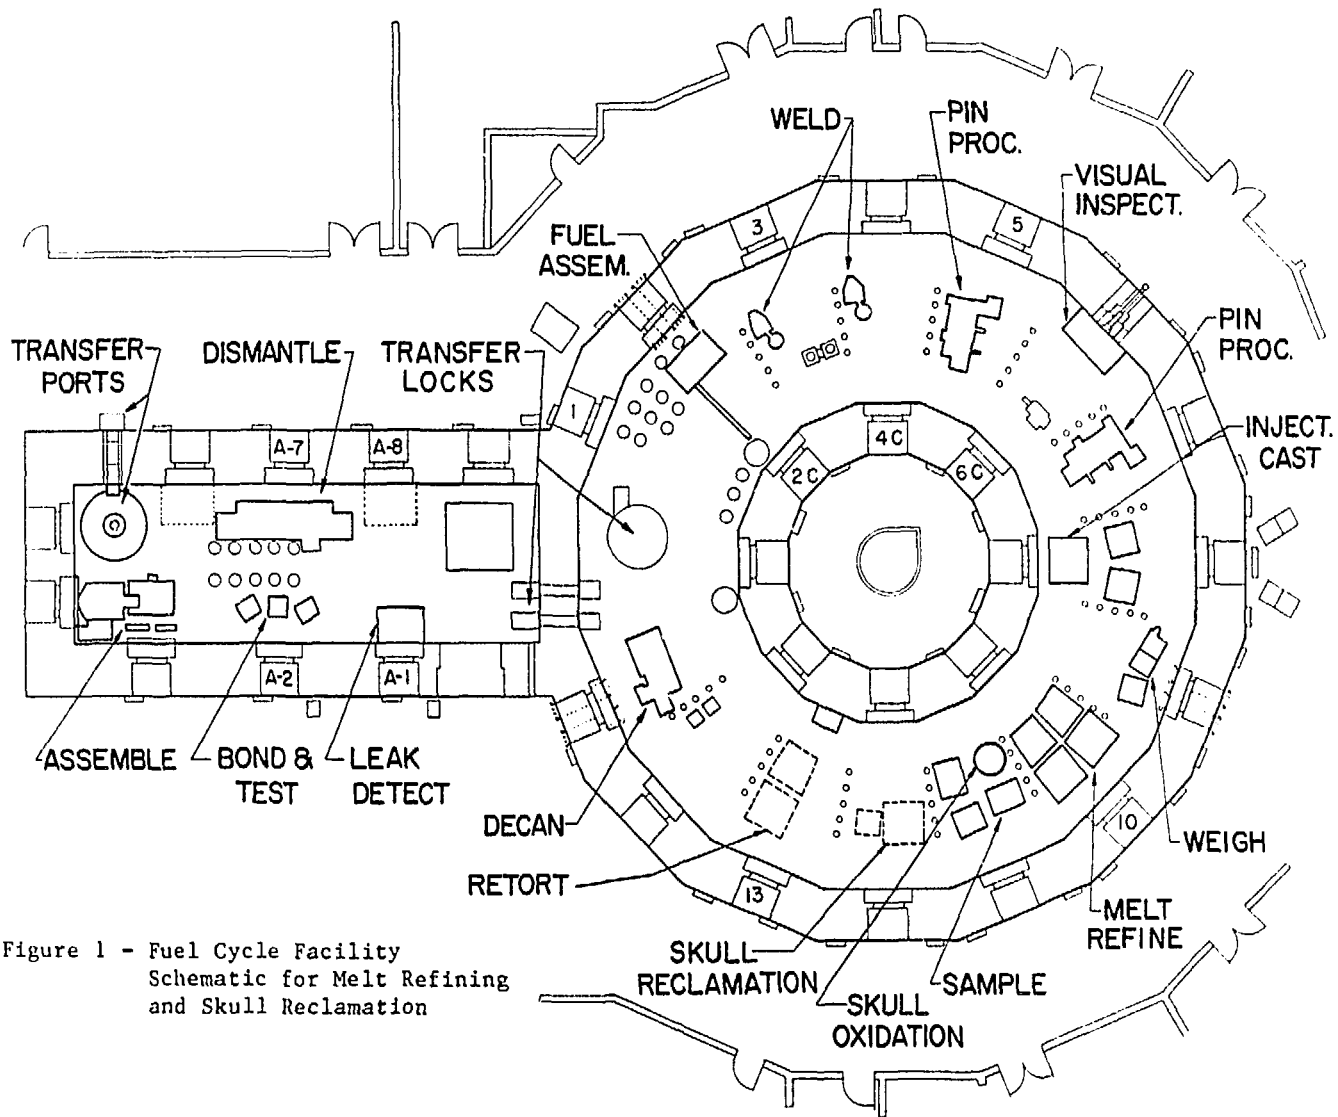 WELD
PIN
PROC.
VISUAL
INSPECT.
3
5
FUEL
ASSEM.
PIN
PROC.
TRANSFER
PORTS
DISMANTLE
TRANSFER
LOCKS
1
INJECT.
CAST
A-7
A-8
4C
2C
6C
A-2
A-1
ASSEMBLE
BOND &
TEST
LEAK
DETECT
DECAN
10
WEIGH
RETORT
13
MELT
REFINE
SKULL
RECLAMATION
SAMPLE
SKULL
OXIDATION
Figure 1 - Fuel Cycle Facility
Schematic for Melt Refining
and Skull Reclamation